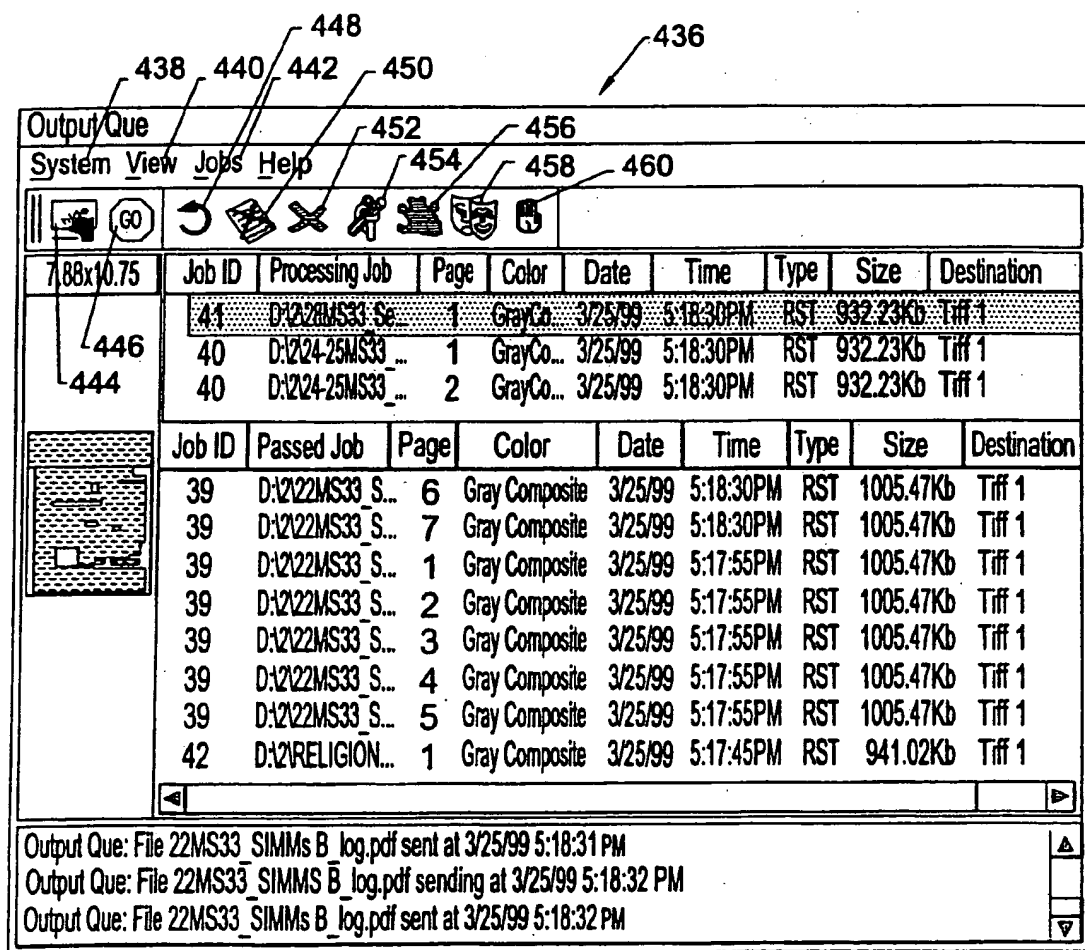 448
436
438 440 442 450
Output Que
452 456
System View Jobs Help
454 458 460
GO
7.88x10.75
Job ID Processing Job Page Color Date Time Type Size Destination
41 D:\2\28MS33_Se... 1 GrayCo... 3/25/99 5:18:30PM RST 932.23Kb Tiff 1
446
40 D:\2\24-25MS33_... 1 GrayCo... 3/25/99 5:18:30PM RST 932.23Kb Tiff 1
444
40 D:\2\24-25MS33_... 2 GrayCo... 3/25/99 5:18:30PM RST 932.23Kb Tiff 1
Job ID Passed Job Page Color Date Time Type Size Destination
39 D:\2\22MS33_S... 6 Gray Composite 3/25/99 5:18:30PM RST 1005.47Kb Tiff 1
39 D:\2\22MS33_S... 7 Gray Composite 3/25/99 5:18:30PM RST 1005.47Kb Tiff 1
39 D:\2\22MS33_S... 1 Gray Composite 3/25/99 5:17:55PM RST 1005.47Kb Tiff 1
39 D:\2\22MS33_S... 2 Gray Composite 3/25/99 5:17:55PM RST 1005.47Kb Tiff 1
39 D:\2\22MS33_S... 3 Gray Composite 3/25/99 5:17:55PM RST 1005.47Kb Tiff 1
39 D:\2\22MS33_S... 4 Gray Composite 3/25/99 5:17:55PM RST 1005.47Kb Tiff 1
39 D:\2\22MS33_S... 5 Gray Composite 3/25/99 5:17:55PM RST 1005.47Kb Tiff 1
42 D:\2\RELIGION... 1 Gray Composite 3/25/99 5:17:45PM RST 941.02Kb Tiff 1
Output Que: File 22MS33_SIMMs B_log.pdf sent at 3/25/99 5:18:31 PM
Output Que: File 22MS33_SIMMS B_log.pdf sending at 3/25/99 5:18:32 PM
Output Que: File 22MS33_SIMMs B_log.pdf sent at 3/25/99 5:18:32 PM